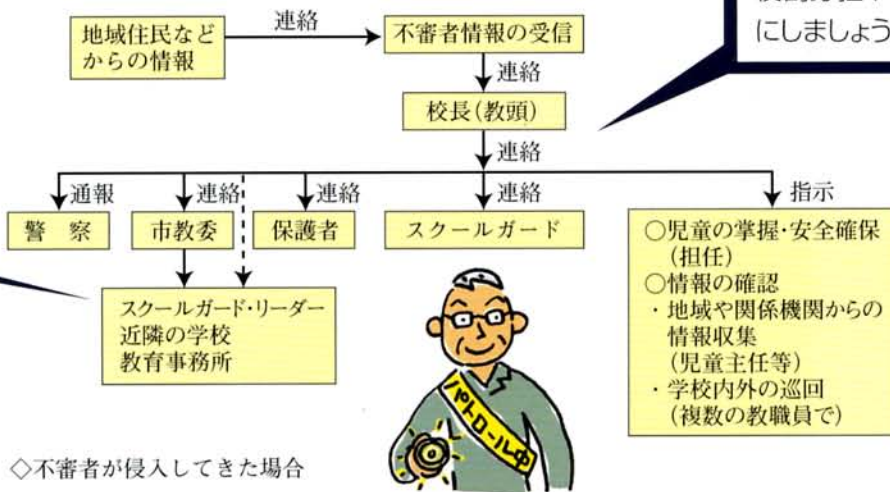 にしましょう
地域住民など
からの情報
連絡
不審者情報の受信
連絡
校長(教頭)
連絡
通報
連絡
連絡
連絡
指示
警　察
市教委
保護者
スクールガード
○児童の掌握・安全確保
(担任)
○情報の確認
・地域や関係機関からの
情報収集
(児童主任等)
・学校内外の巡回
(複数の教職員で)
スクールガード・リーダー
近隣の学校
教育事務所
パトロール中
◇不審者が侵入してきた場合